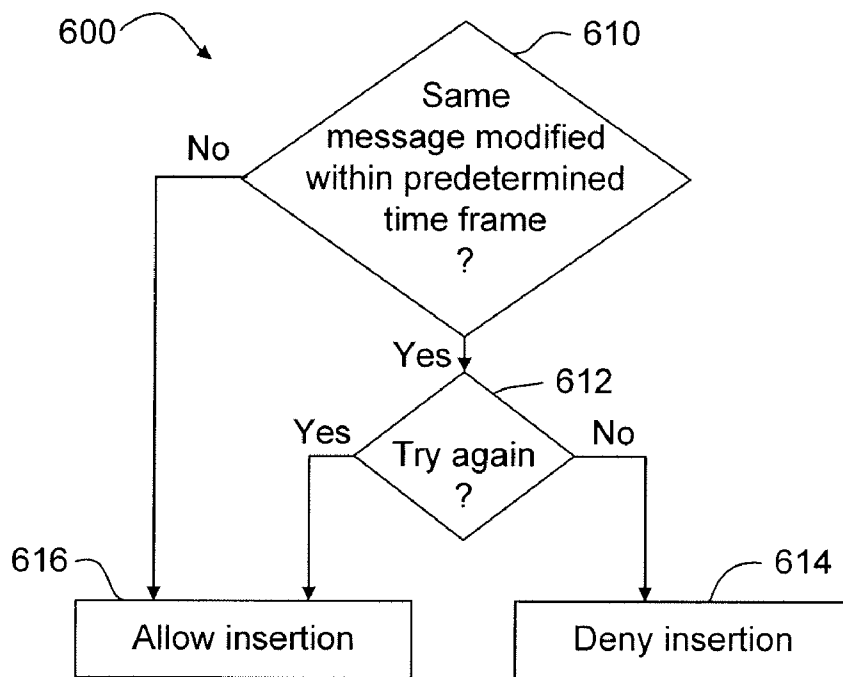 600
610
Same
message modified
within predetermined
time frame
?
No
Yes
612
Yes
No
Try again
?
616
614
Allow insertion
Deny insertion